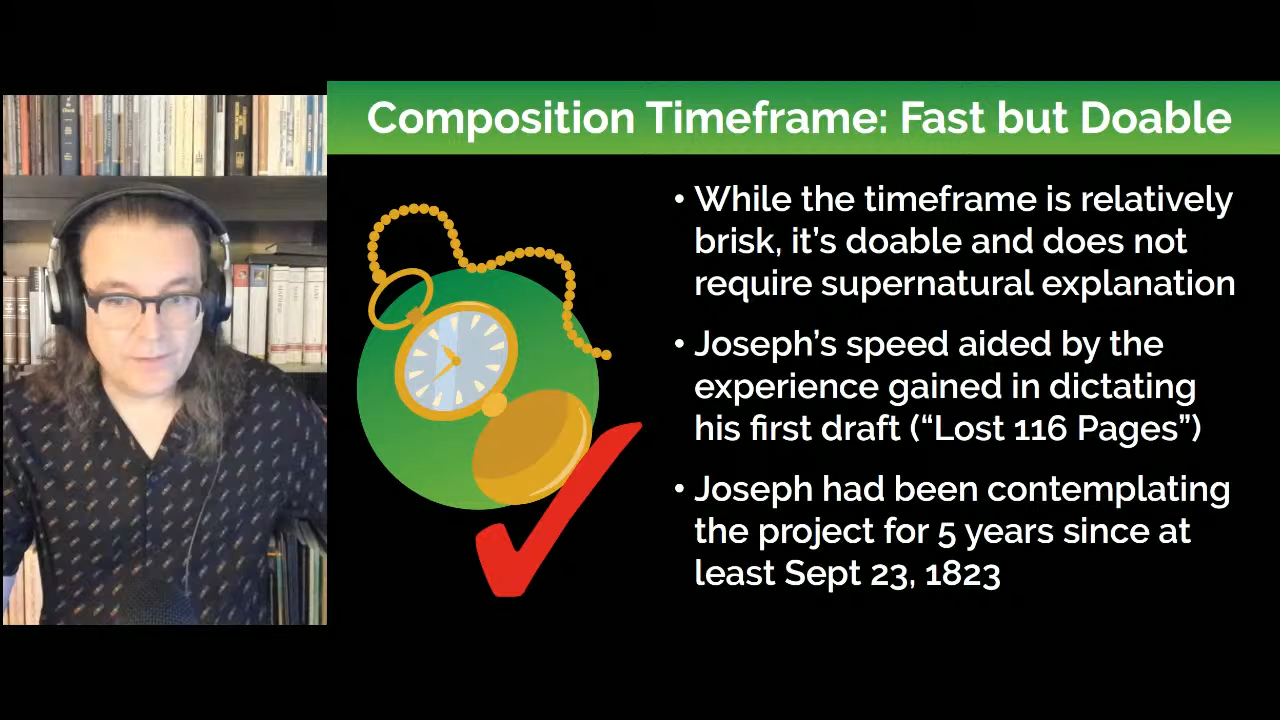 Composition Timeframe: Fast but Doable
• While the timeframe is relatively
brisk, it's doable and does not
require supernatural explanation
• Joseph's speed aided by the
experience gained in dictating
his first draft (“Lost 116 Pages”)
• Joseph had been contemplating
the project for 5 years since at
least Sept 23, 1823